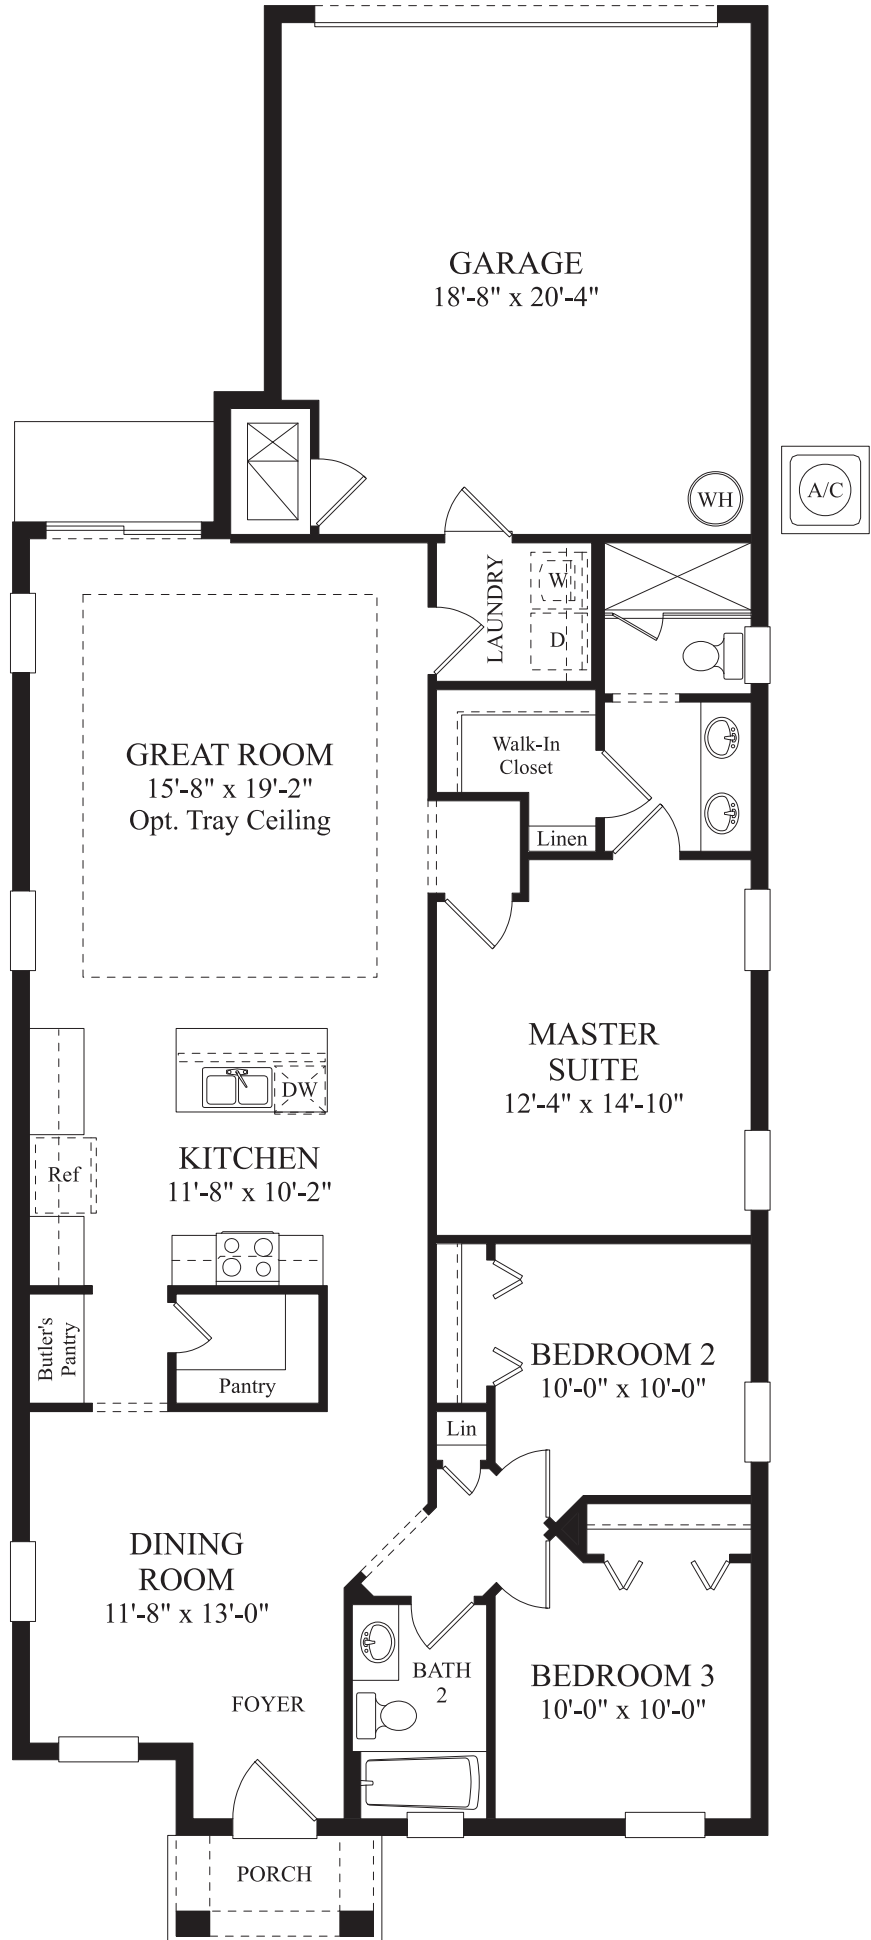 GARAGE
18'-8" x 20'-4"
WH
A/C
LAUNDRY
W
D
GREAT ROOM
15'-8" x 19'-2"
Opt. Tray Ceiling
Walk-In
Closet
Linen
MASTER
SUITE
12'-4" x 14'-10"
DW
KITCHEN
11'-8" x 10'-2"
Ref
Butler's
Pantry
Pantry
BEDROOM 2
10'-0" x 10'-0"
Lin
DINING
ROOM
11'-8" x 13'-0"
BATH
2
BEDROOM 3
10'-0" x 10'-0"
FOYER
PORCH